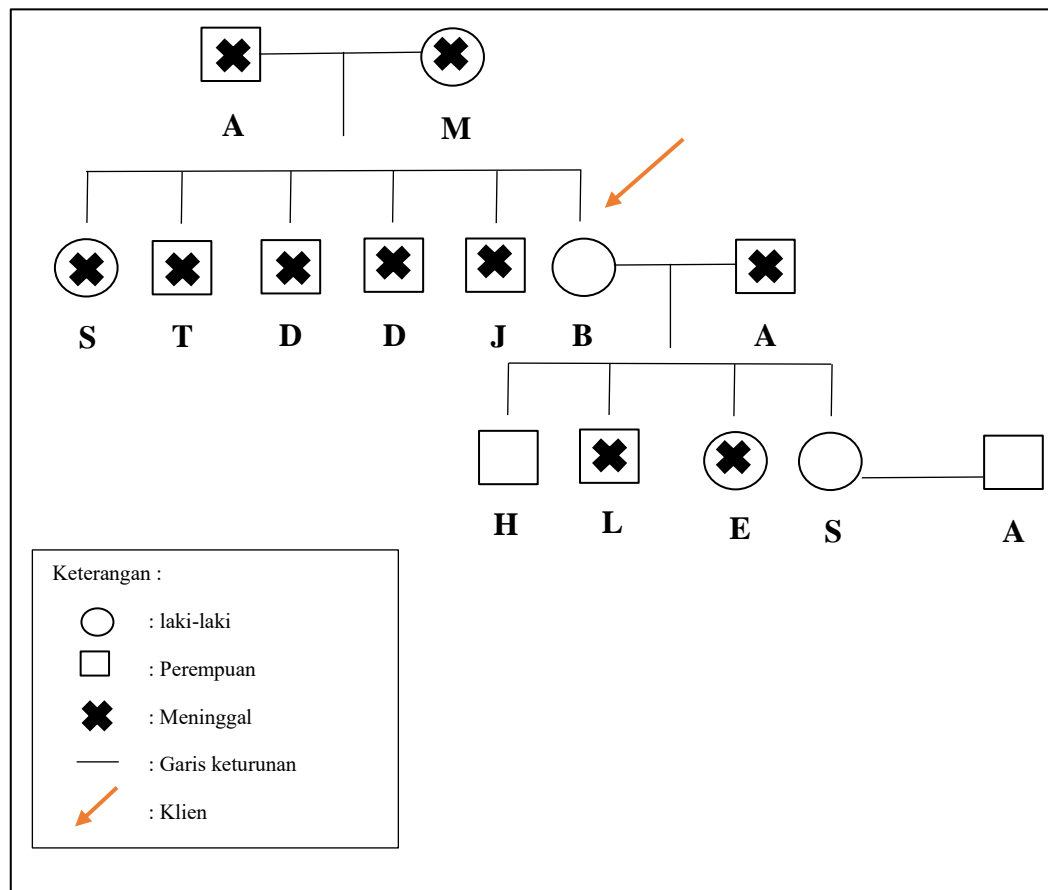 A M
S T D D J B A
H L E S A
Keterangan :
: laki-laki
: Perempuan
: Meninggal
: Garis keturunan
: Klien